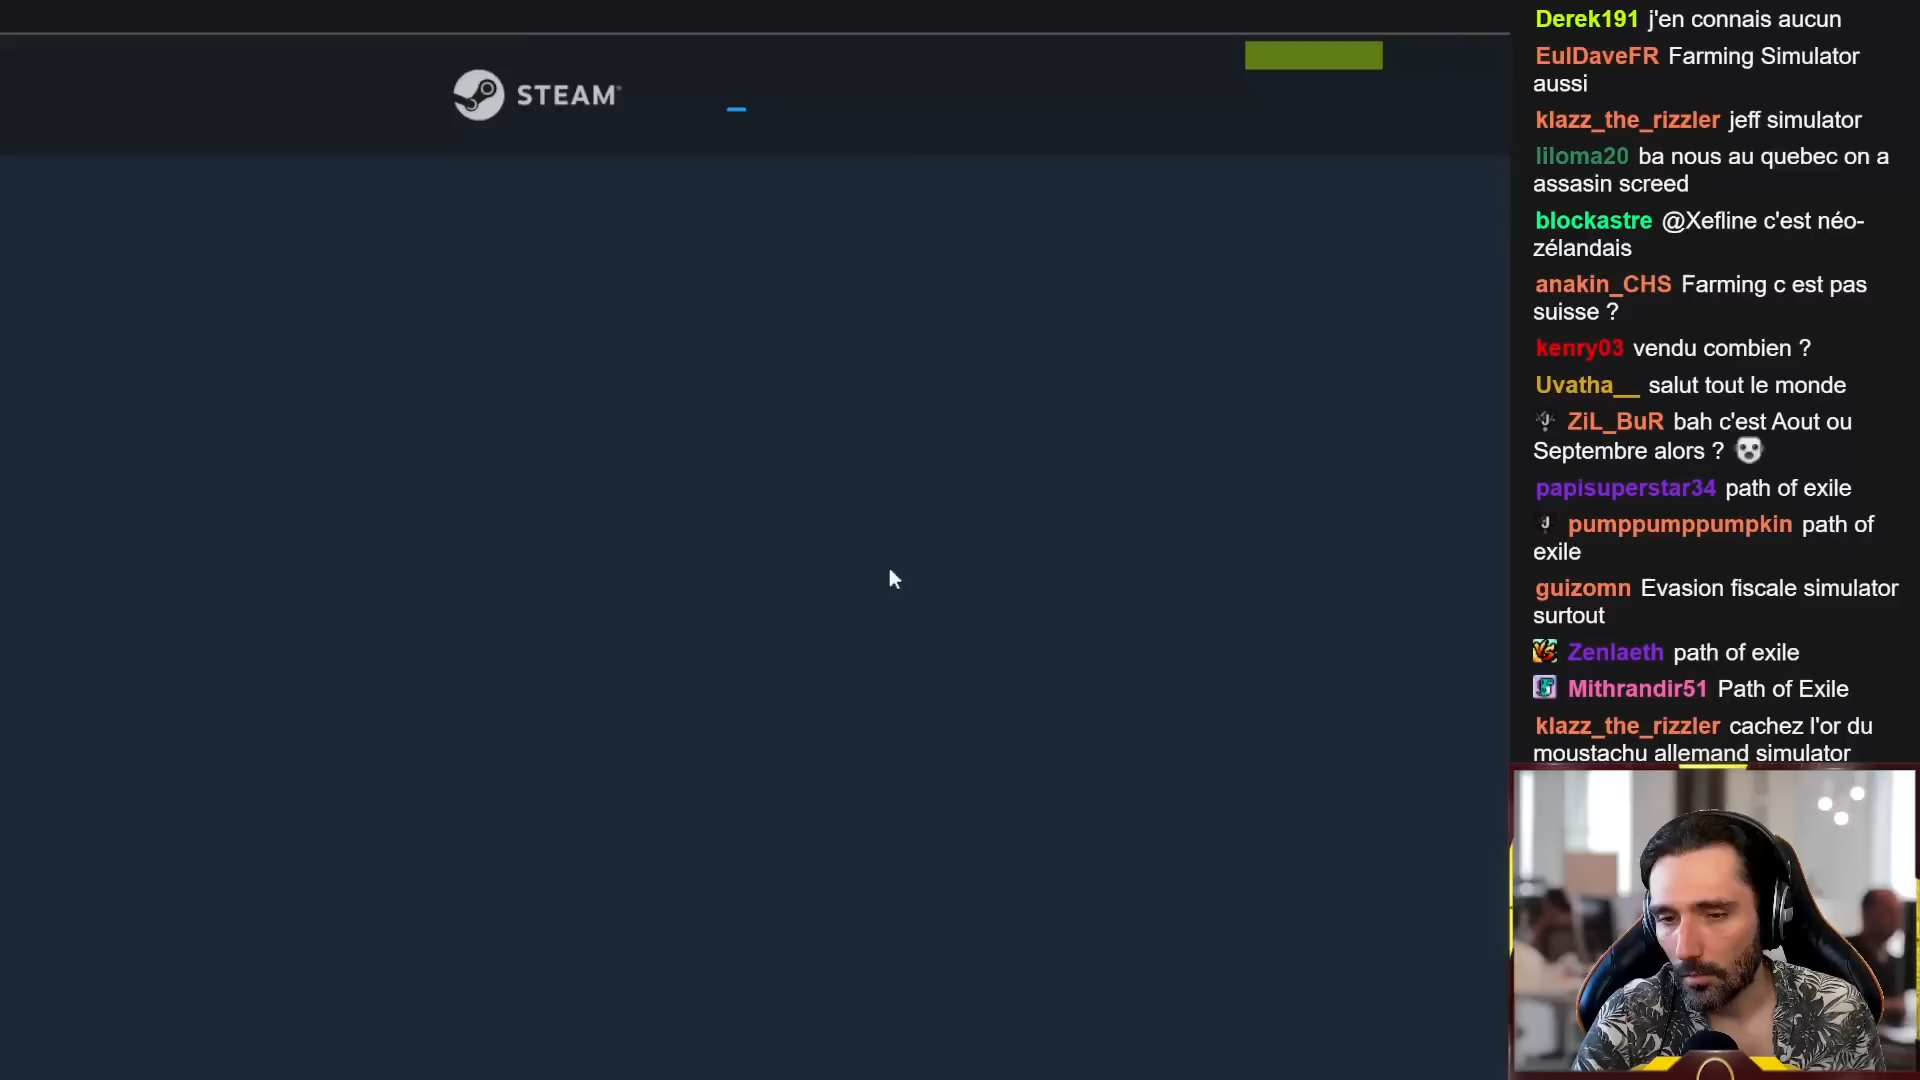 STEAM
Derek191 j'en connais aucun
EulDaveFR Farming Simulator
aussi
klazz_the_rizzler jeff simulator
liloma20 ba nous au quebec on a
assasin screed
blockastre @Xefline c'est néo-
zélandais
anakin_CHS Farming c est pas
suisse ?
kenry03 vendu combien ?
Uvatha__ salut tout le monde
ZiL_BuR bah c'est Aout ou
Septembre alors ?
papisuperstar34 path of exile
pumppumppumpkin path of
exile
guizomn Evasion fiscale simulator
surtout
Zenlaeth path of exile
Mithrandir51 Path of Exile
klazz_the_rizzler cachez l'or du
moustachu allemand simulator